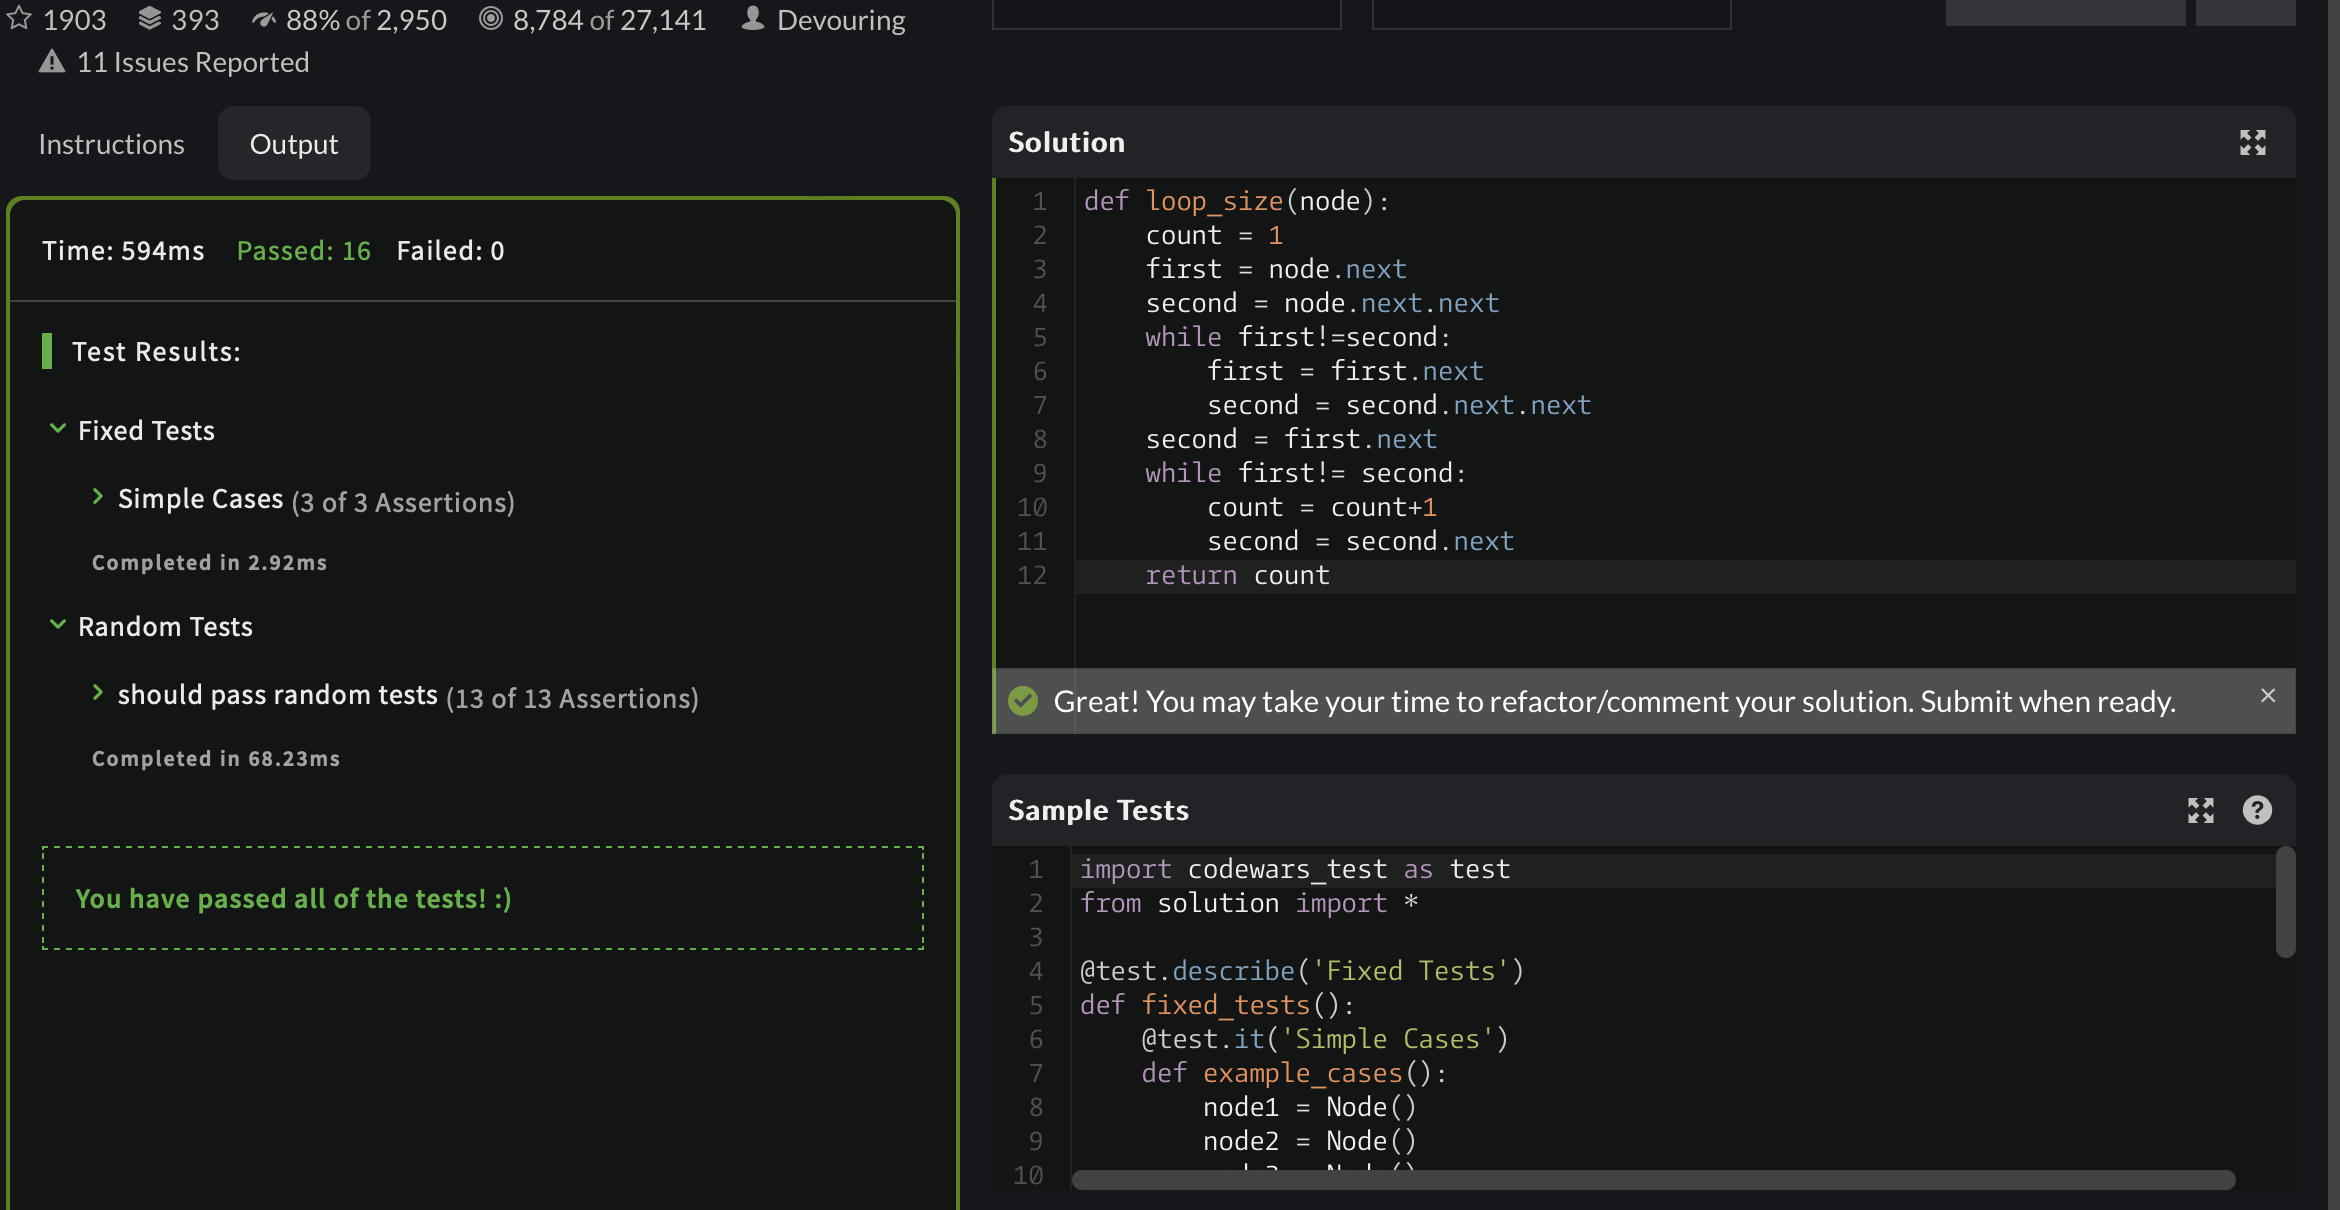 1903 393 88% of 2,950 8,784 of 27,141 Devouring
11 Issues Reported
Instructions
Output
Time: 594ms Passed: 16 Failed: 0
Test Results:
Fixed Tests
Simple Cases (3 of 3 Assertions)
Completed in 2.92ms
Random Tests
should pass random tests (13 of 13 Assertions)
Completed in 68.23ms
You have passed all of the tests! :)
Solution
1 def loop_size(node):
2     count = 1
3     first = node.next
4     second = node.next.next
5     while first!=second:
6         first = first.next
7         second = second.next.next
8     second = first.next
9     while first!= second:
10         count = count+1
11         second = second.next
12     return count
Great! You may take your time to refactor/comment your solution. Submit when ready.
Sample Tests
1 import codewars_test as test
2 from solution import *
3
4 @test.describe('Fixed Tests')
5 def fixed_tests():
6     @test.it('Simple Cases')
7     def example_cases():
8         node1 = Node()
9         node2 = Node()
10